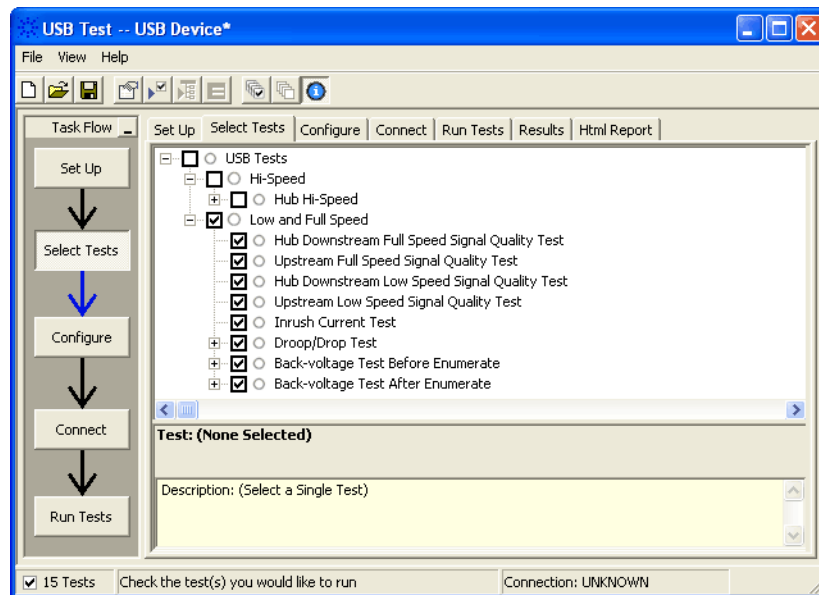 USB Test -- USB Device*
File View Help
Task Flow
Set Up Select Tests Configure Connect Run Tests Results Html Report
Set Up
Select Tests
Configure
Connect
Run Tests
USB Tests
Hi-Speed
Hub Hi-Speed
Low and Full Speed
Hub Downstream Full Speed Signal Quality Test
Upstream Full Speed Signal Quality Test
Hub Downstream Low Speed Signal Quality Test
Upstream Low Speed Signal Quality Test
Inrush Current Test
Droop/Drop Test
Back-voltage Test Before Enumerate
Back-voltage Test After Enumerate
Test: (None Selected)
Description: (Select a Single Test)
15 Tests Check the test(s) you would like to run Connection: UNKNOWN